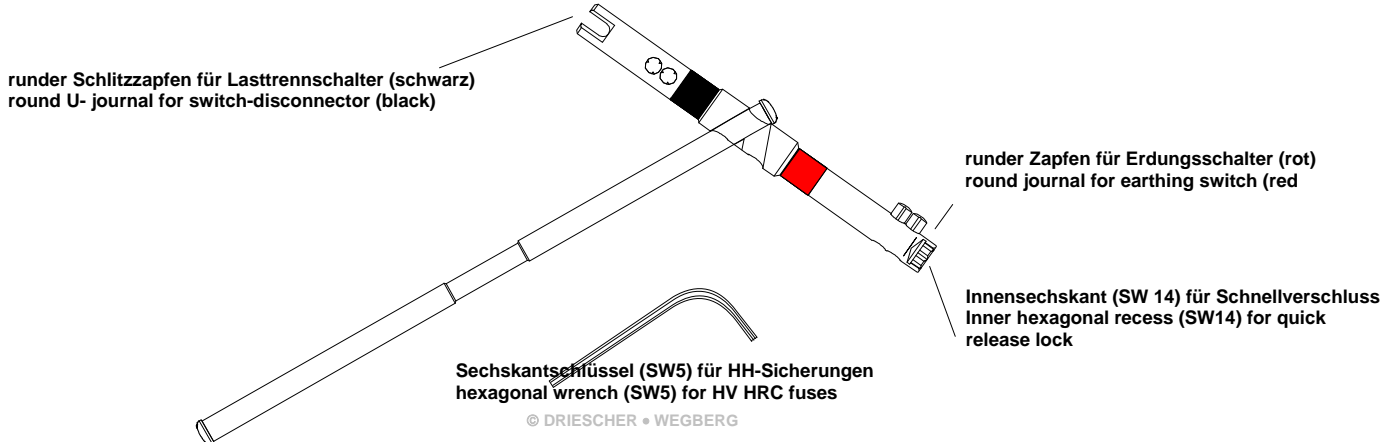 runder Schlitzzapfen für Lasttrennschalter (schwarz)
round U- journal for switch-disconnector (black)
runder Zapfen für Erdungsschalter (rot)
round journal for earthing switch (red
Innensechskant (SW 14) für Schnellverschluss
Inner hexagonal recess (SW14) for quick
release lock
Sechskantschlüssel (SW5) für HH-Sicherungen
hexagonal wrench (SW5) for HV HRC fuses
© DRIESCHER • WEGBERG